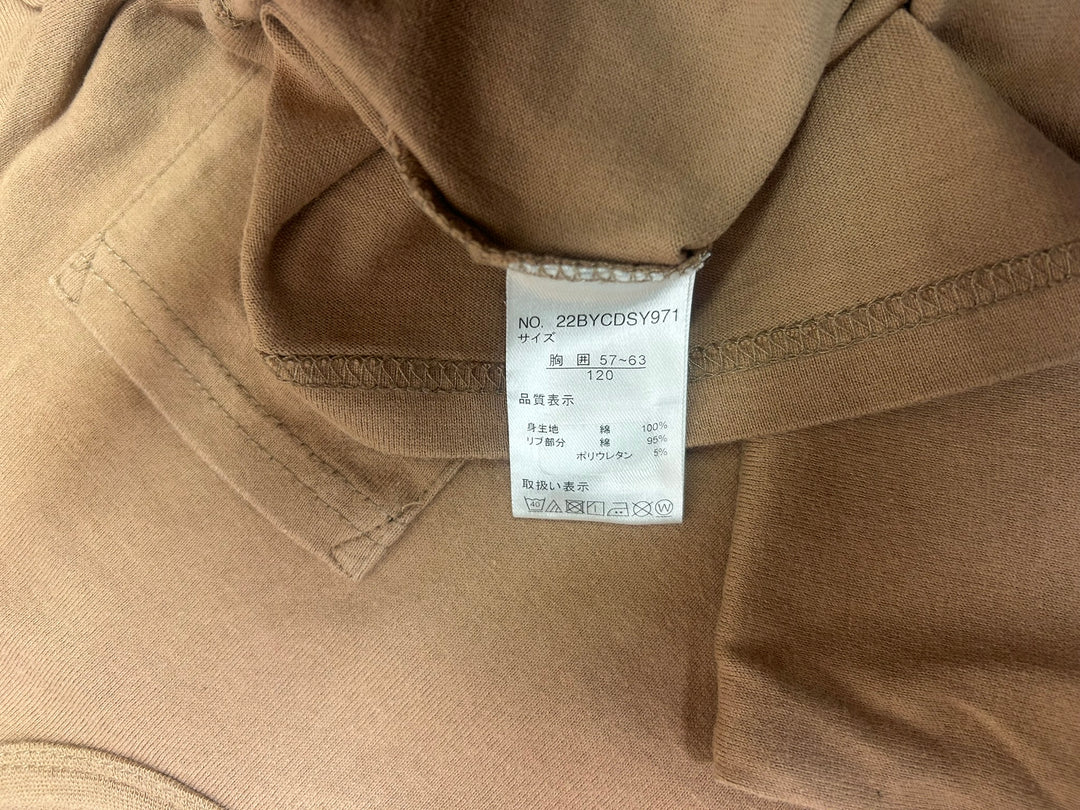 NO. 22BYCDSY971
サイズ
胸 囲 57~63
120
品質表示
身生地 綿 100%
リブ部分 綿 95%
ポリウレタン 5%
取扱い表示
40 W